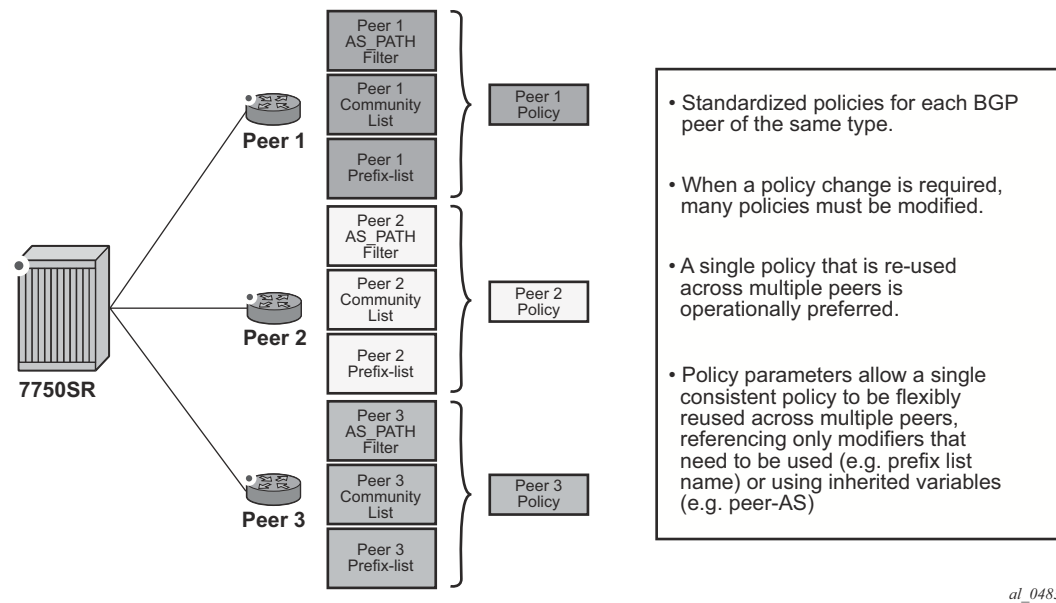 Peer 1
AS_PATH
Filter
Peer 1
Community
List
Peer 1
Prefix-list
Peer 1
Policy
Peer 1
Peer 2
AS_PATH
Filter
Peer 2
Community
List
Peer 2
Prefix-list
Peer 2
Policy
Peer 2
7750SR
Peer 3
AS_PATH
Filter
Peer 3
Community
List
Peer 3
Prefix-list
Peer 3
Policy
Peer 3
• Standardized policies for each BGP
peer of the same type.
• When a policy change is required,
many policies must be modified.
• A single policy that is re-used
across multiple peers is
operationally preferred.
• Policy parameters allow a single
consistent policy to be flexibly
reused across multiple peers,
referencing only modifiers that
need to be used (e.g. prefix list
name) or using inherited variables
(e.g. peer-AS)